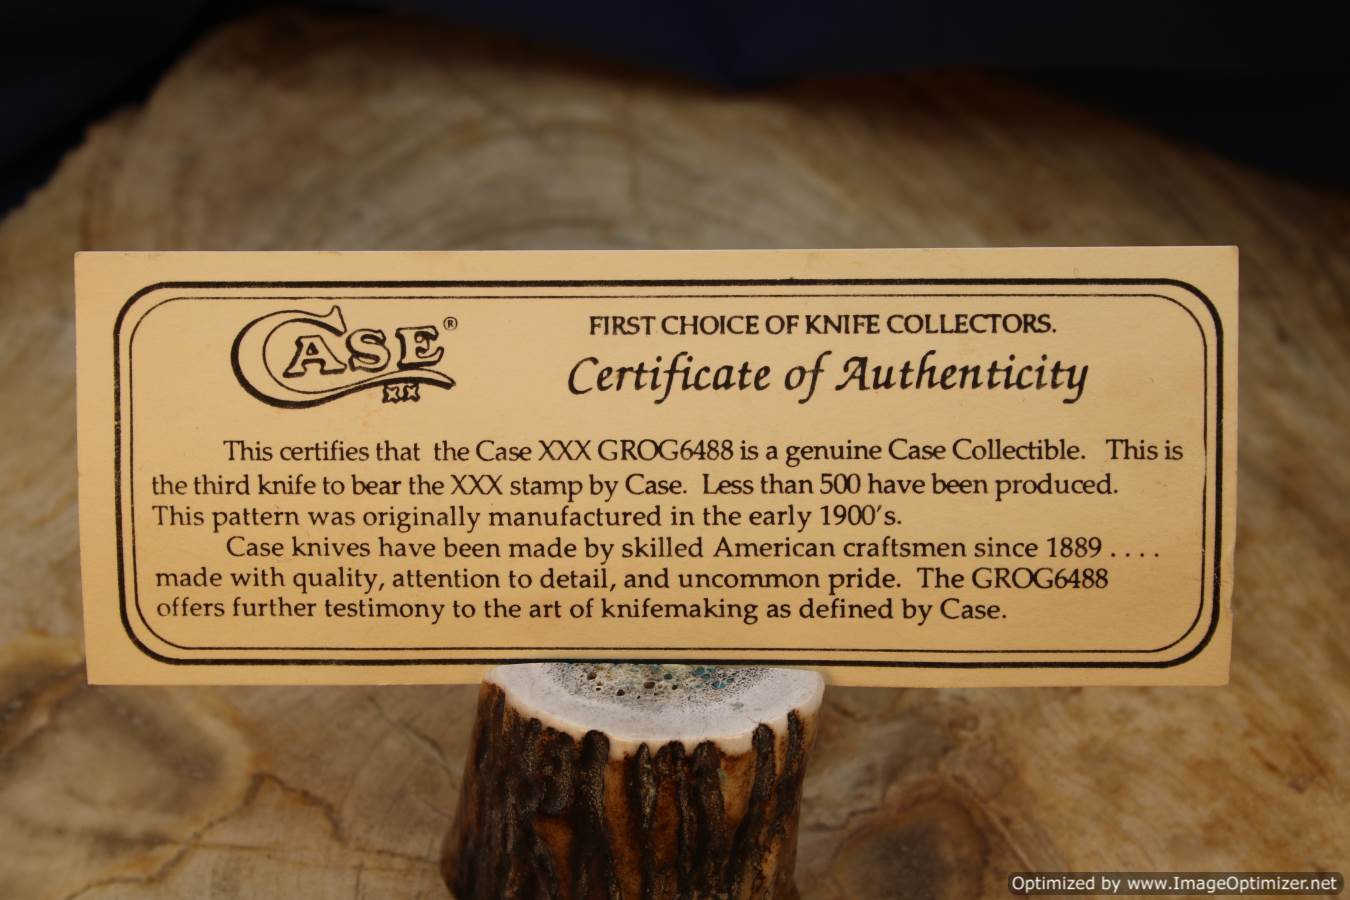 CASE®
XX
FIRST CHOICE OF KNIFE COLLECTORS.
Certificate of Authenticity
This certifies that the Case XXX GROG6488 is a genuine Case Collectible. This is
the third knife to bear the XXX stamp by Case. Less than 500 have been produced.
This pattern was originally manufactured in the early 1900's.
Case knives have been made by skilled American craftsmen since 1889 . . . .
made with quality, attention to detail, and uncommon pride. The GROG6488
offers further testimony to the art of knifemaking as defined by Case.
Optimized by www.ImageOptimizer.net